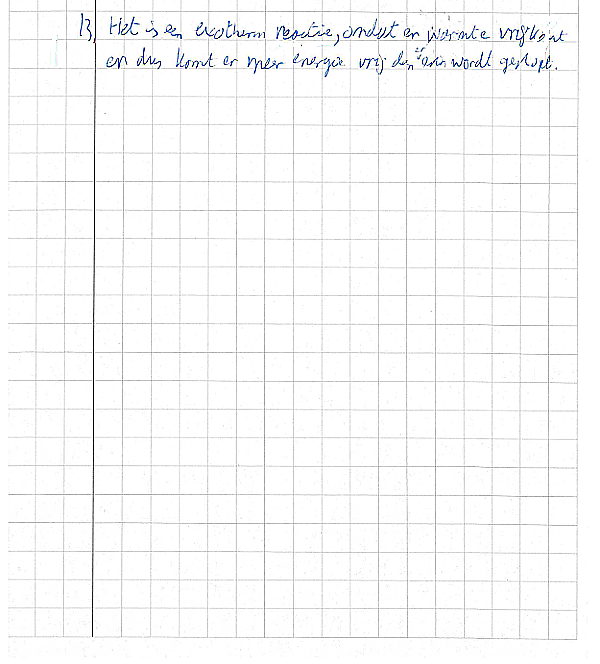 13, Het is een exotherm reactie, omdat er warmte vrijkomt
en dus komt er meer energie vrij dan er in wordt gestopt.